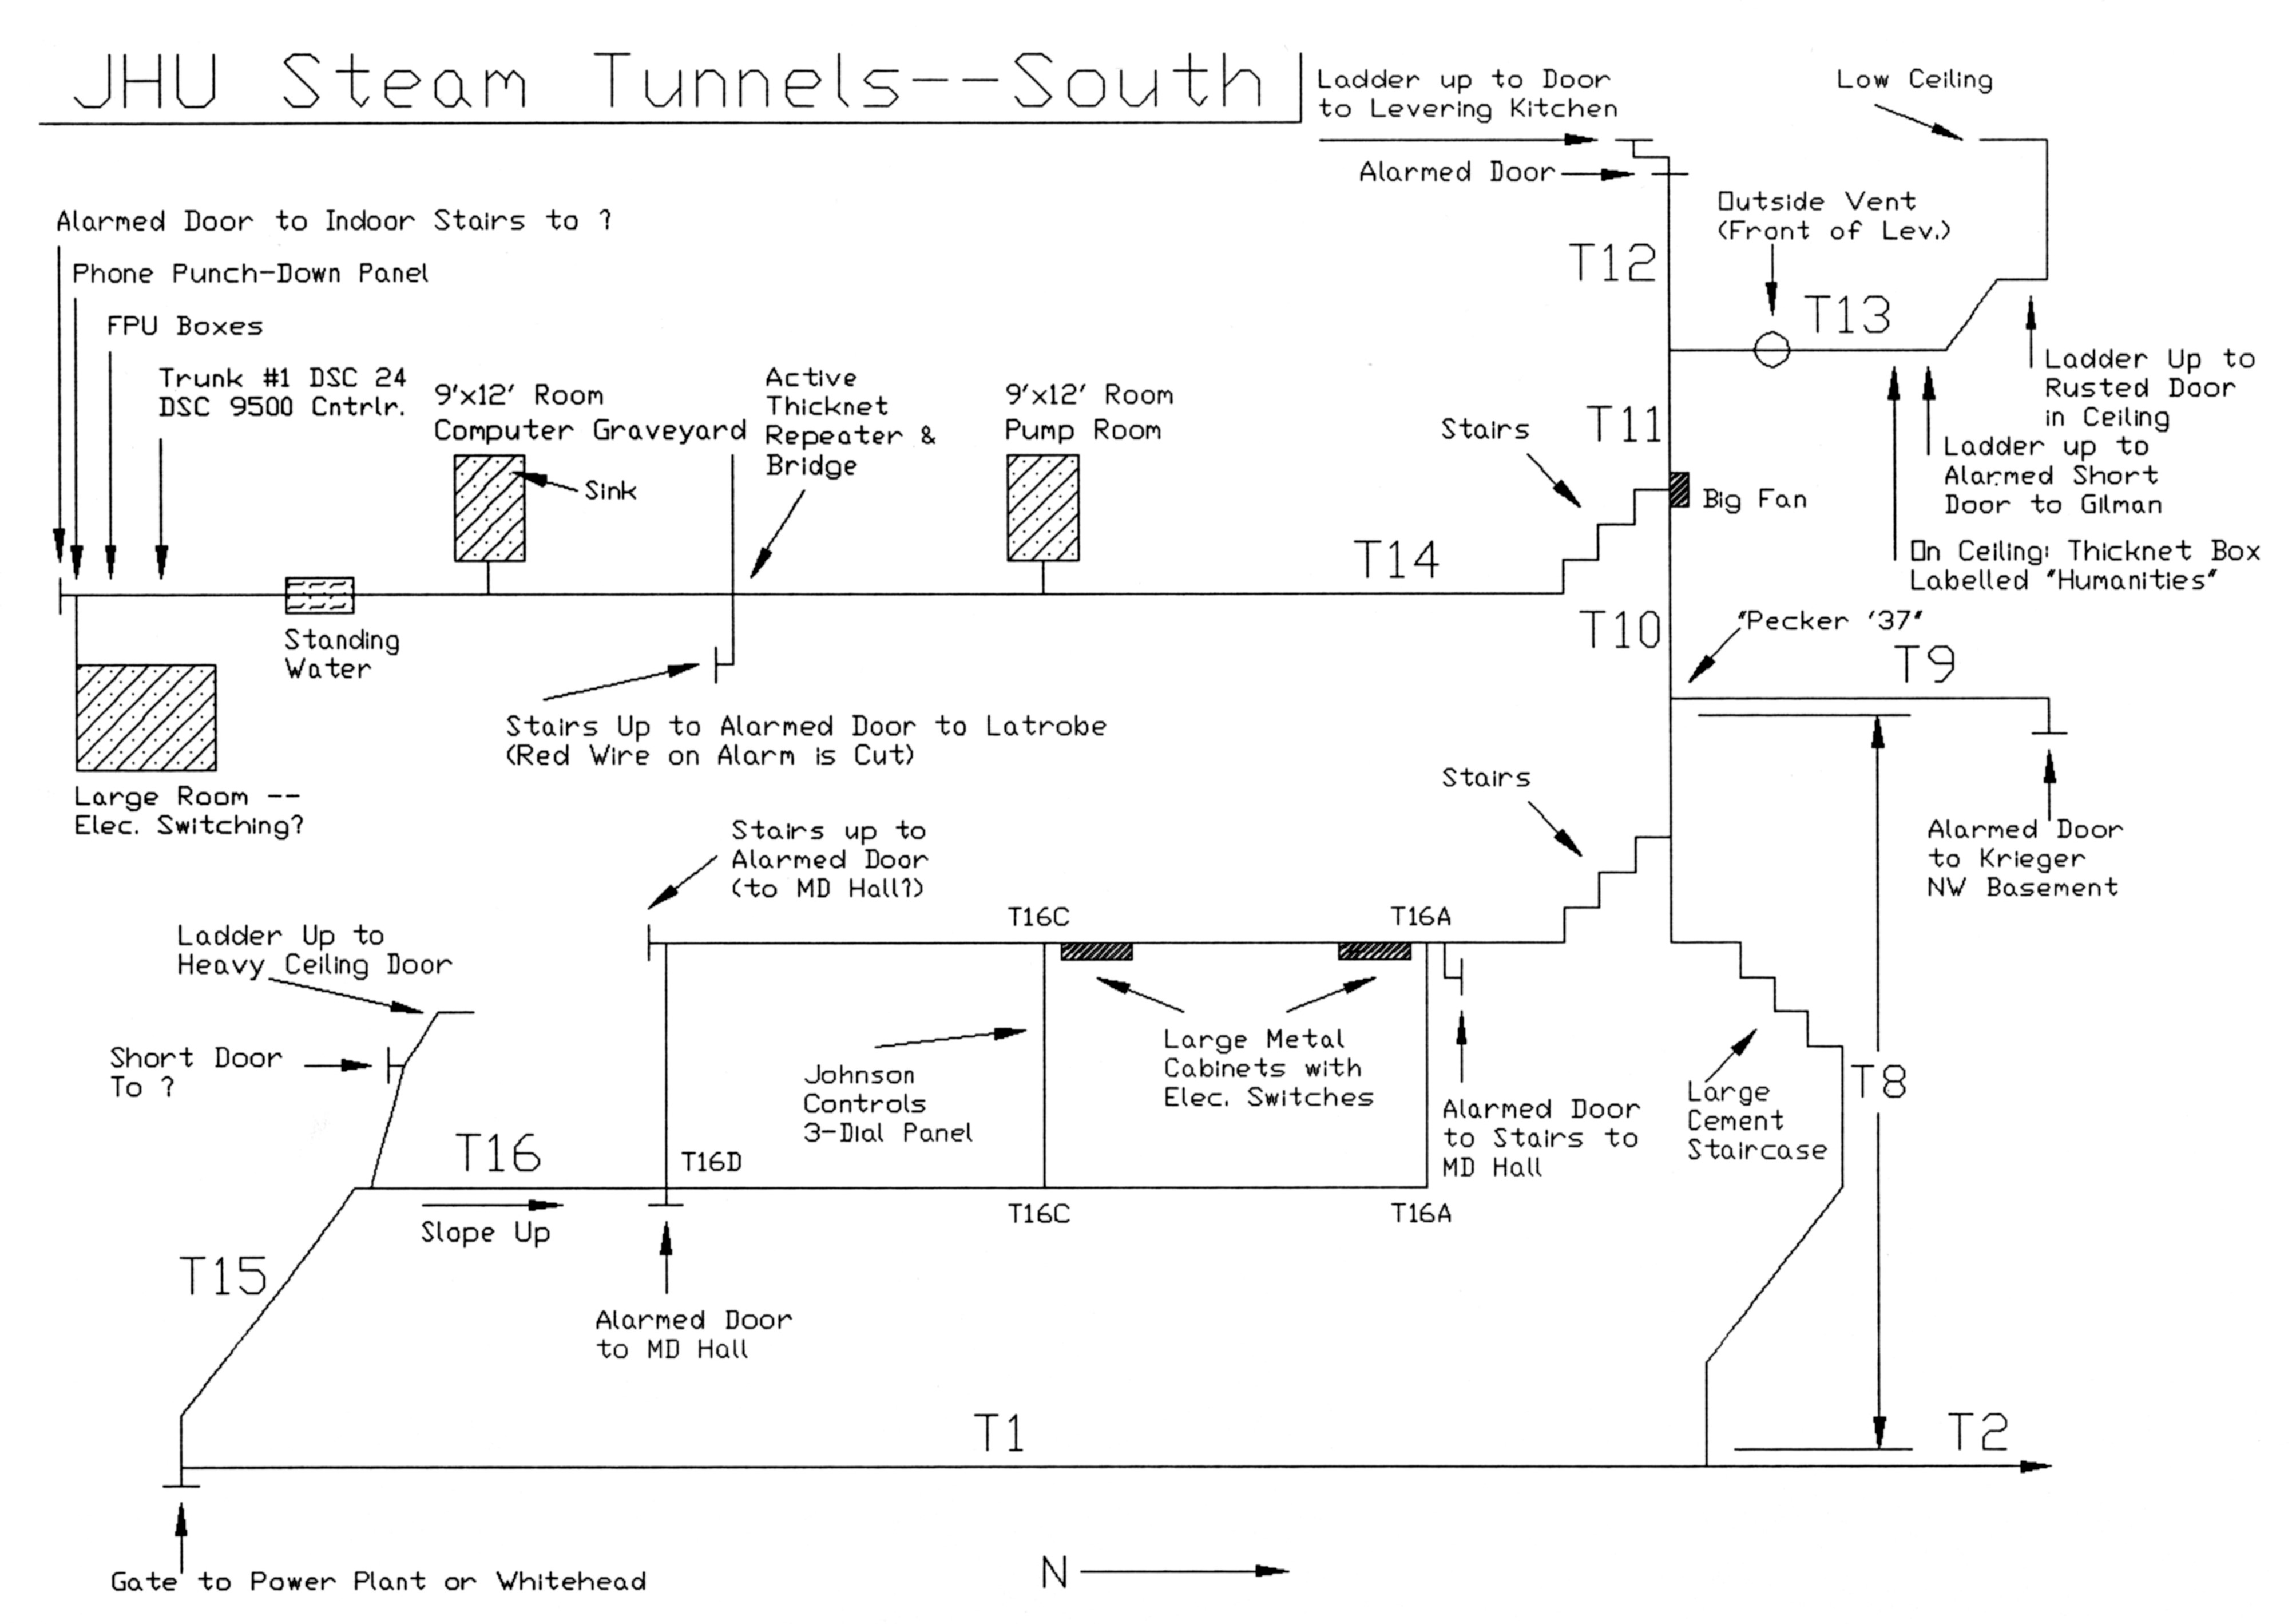 JHU Steam Tunnels--South
Ladder up to Door
to Levering Kitchen
Low Ceiling
Alarmed Door
Outside Vent
(Front of Lev.)
Alarmed Door to Indoor Stairs to ?
Phone Punch-Down Panel
FPU Boxes
Trunk #1 DSC 24
DSC 9500 Cntrlr.
9'x12' Room
Computer Graveyard
Sink
Active
Thicknet
Repeater &
Bridge
9'x12' Room
Pump Room
Stairs
T12
T13
T11
Big Fan
Ladder Up to
Rusted Door
in Ceiling
Ladder up to
Alarmed Short
Door to Gilman
On Ceiling: Thicknet Box
Labelled "Humanities"
T14
T10
"Pecker '37"
T9
Standing
Water
Stairs Up to Alarmed Door to Latrobe
(Red Wire on Alarm is Cut)
Large Room --
Elec. Switching?
Stairs
Alarmed Door
to Krieger
NW Basement
Stairs up to
Alarmed Door
(to MD Hall?)
T16C
T16A
Ladder Up to
Heavy Ceiling Door
Short Door
To ?
Johnson
Controls
3-Dial Panel
Large Metal
Cabinets with
Elec. Switches
Alarmed Door
to Stairs to
MD Hall
Large
Cement
Staircase
T8
T16
T16D
Slope Up
T16C
T16A
T15
Alarmed Door
to MD Hall
T1
T2
Gate to Power Plant or Whitehead
N